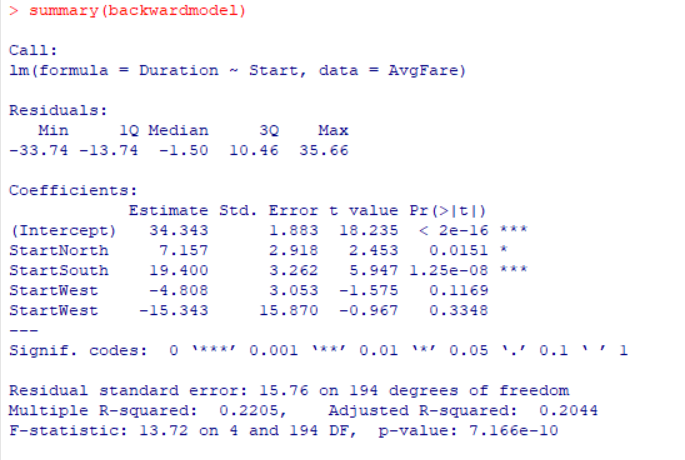 > summary(backwardmodel)
Call:
lm(formula = Duration ~ Start, data = AvgFare)
Residuals:
   Min     1Q Median     3Q    Max
-33.74 -13.74  -1.50  10.46  35.66
Coefficients:
            Estimate Std. Error t value Pr(>|t|)
(Intercept)   34.343      1.883  18.235  < 2e-16 ***
StartNorth     7.157      2.918   2.453   0.0151 *
StartSouth    19.400      3.262   5.947 1.25e-08 ***
StartWest     -4.808      3.053  -1.575   0.1169
StartWest    -15.343     15.870  -0.967   0.3348
---
Signif. codes:  0 ‘***’ 0.001 ‘**’ 0.01 ‘*’ 0.05 ‘.’ 0.1 ‘ ’ 1
Residual standard error: 15.76 on 194 degrees of freedom
Multiple R-squared:  0.2205,    Adjusted R-squared:  0.2044
F-statistic: 13.72 on 4 and 194 DF,  p-value: 7.166e-10